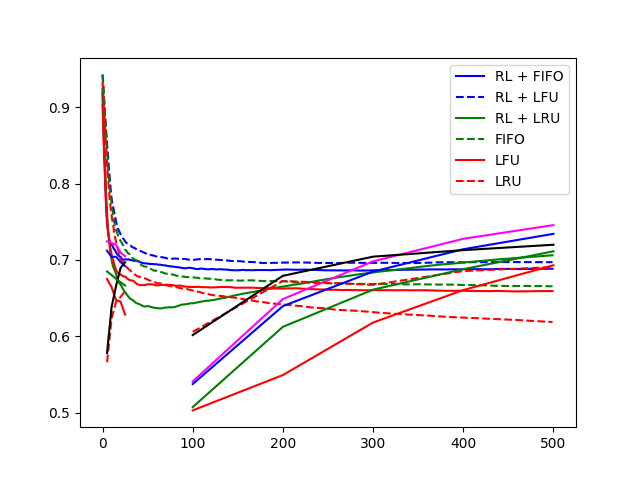 RL + FIFO
RL + LFU
RL + LRU
FIFO
LFU
LRU
0.9
0.8
0.7
0.6
0.5
0 100 200 300 400 500